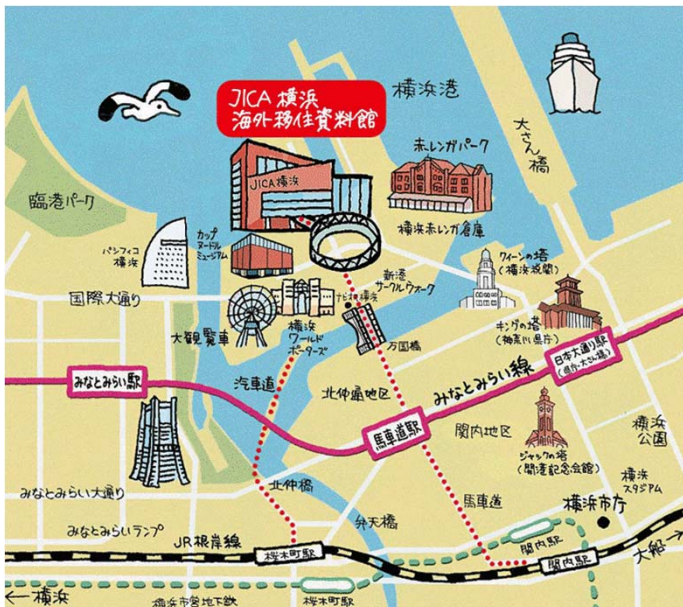 JICA 横浜
海外移住資料館
横浜港
大さん橋
赤レンガパーク
JICA横浜
臨港パーク
横浜赤レンガ倉庫
パシフィコ
横浜
カップ
ヌードル
ミュージアム
クイーンの塔
(横浜税関)
新港
サークルウォーク
国際大通り
ナビオス横浜
大観覧車
横浜
ワールド
ポーターズ
万国橋
キングの塔
(神奈川県庁)
日本大通り駅
(県庁・大さん橋)
みなとみらい線
みなとみらい駅
汽車道
北仲通地区
馬車道駅
関内地区
ジャックの塔
(開港記念会館)
横浜
公園
横浜
スタジアム
みなとみらい大通り
北仲橋
馬車道
横浜市庁
みなとみらいランプ
弁天橋
JR根岸線
桜木町駅
関内駅
関内駅
大船→
←横浜
横浜市営地下鉄
桜木町駅